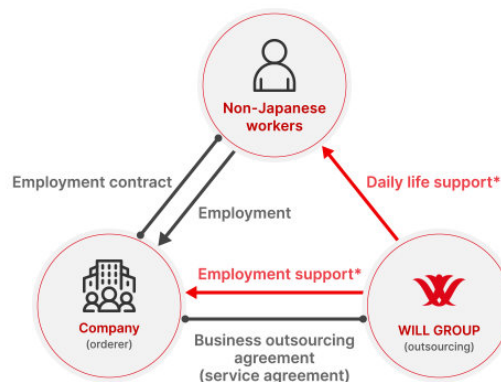 Non-Japanese
workers
Employment contract
Daily life support*
Employment
Employment support*
Company
(orderer)
WILL GROUP
(outsourcing)
Business outsourcing
agreement
(service agreement)